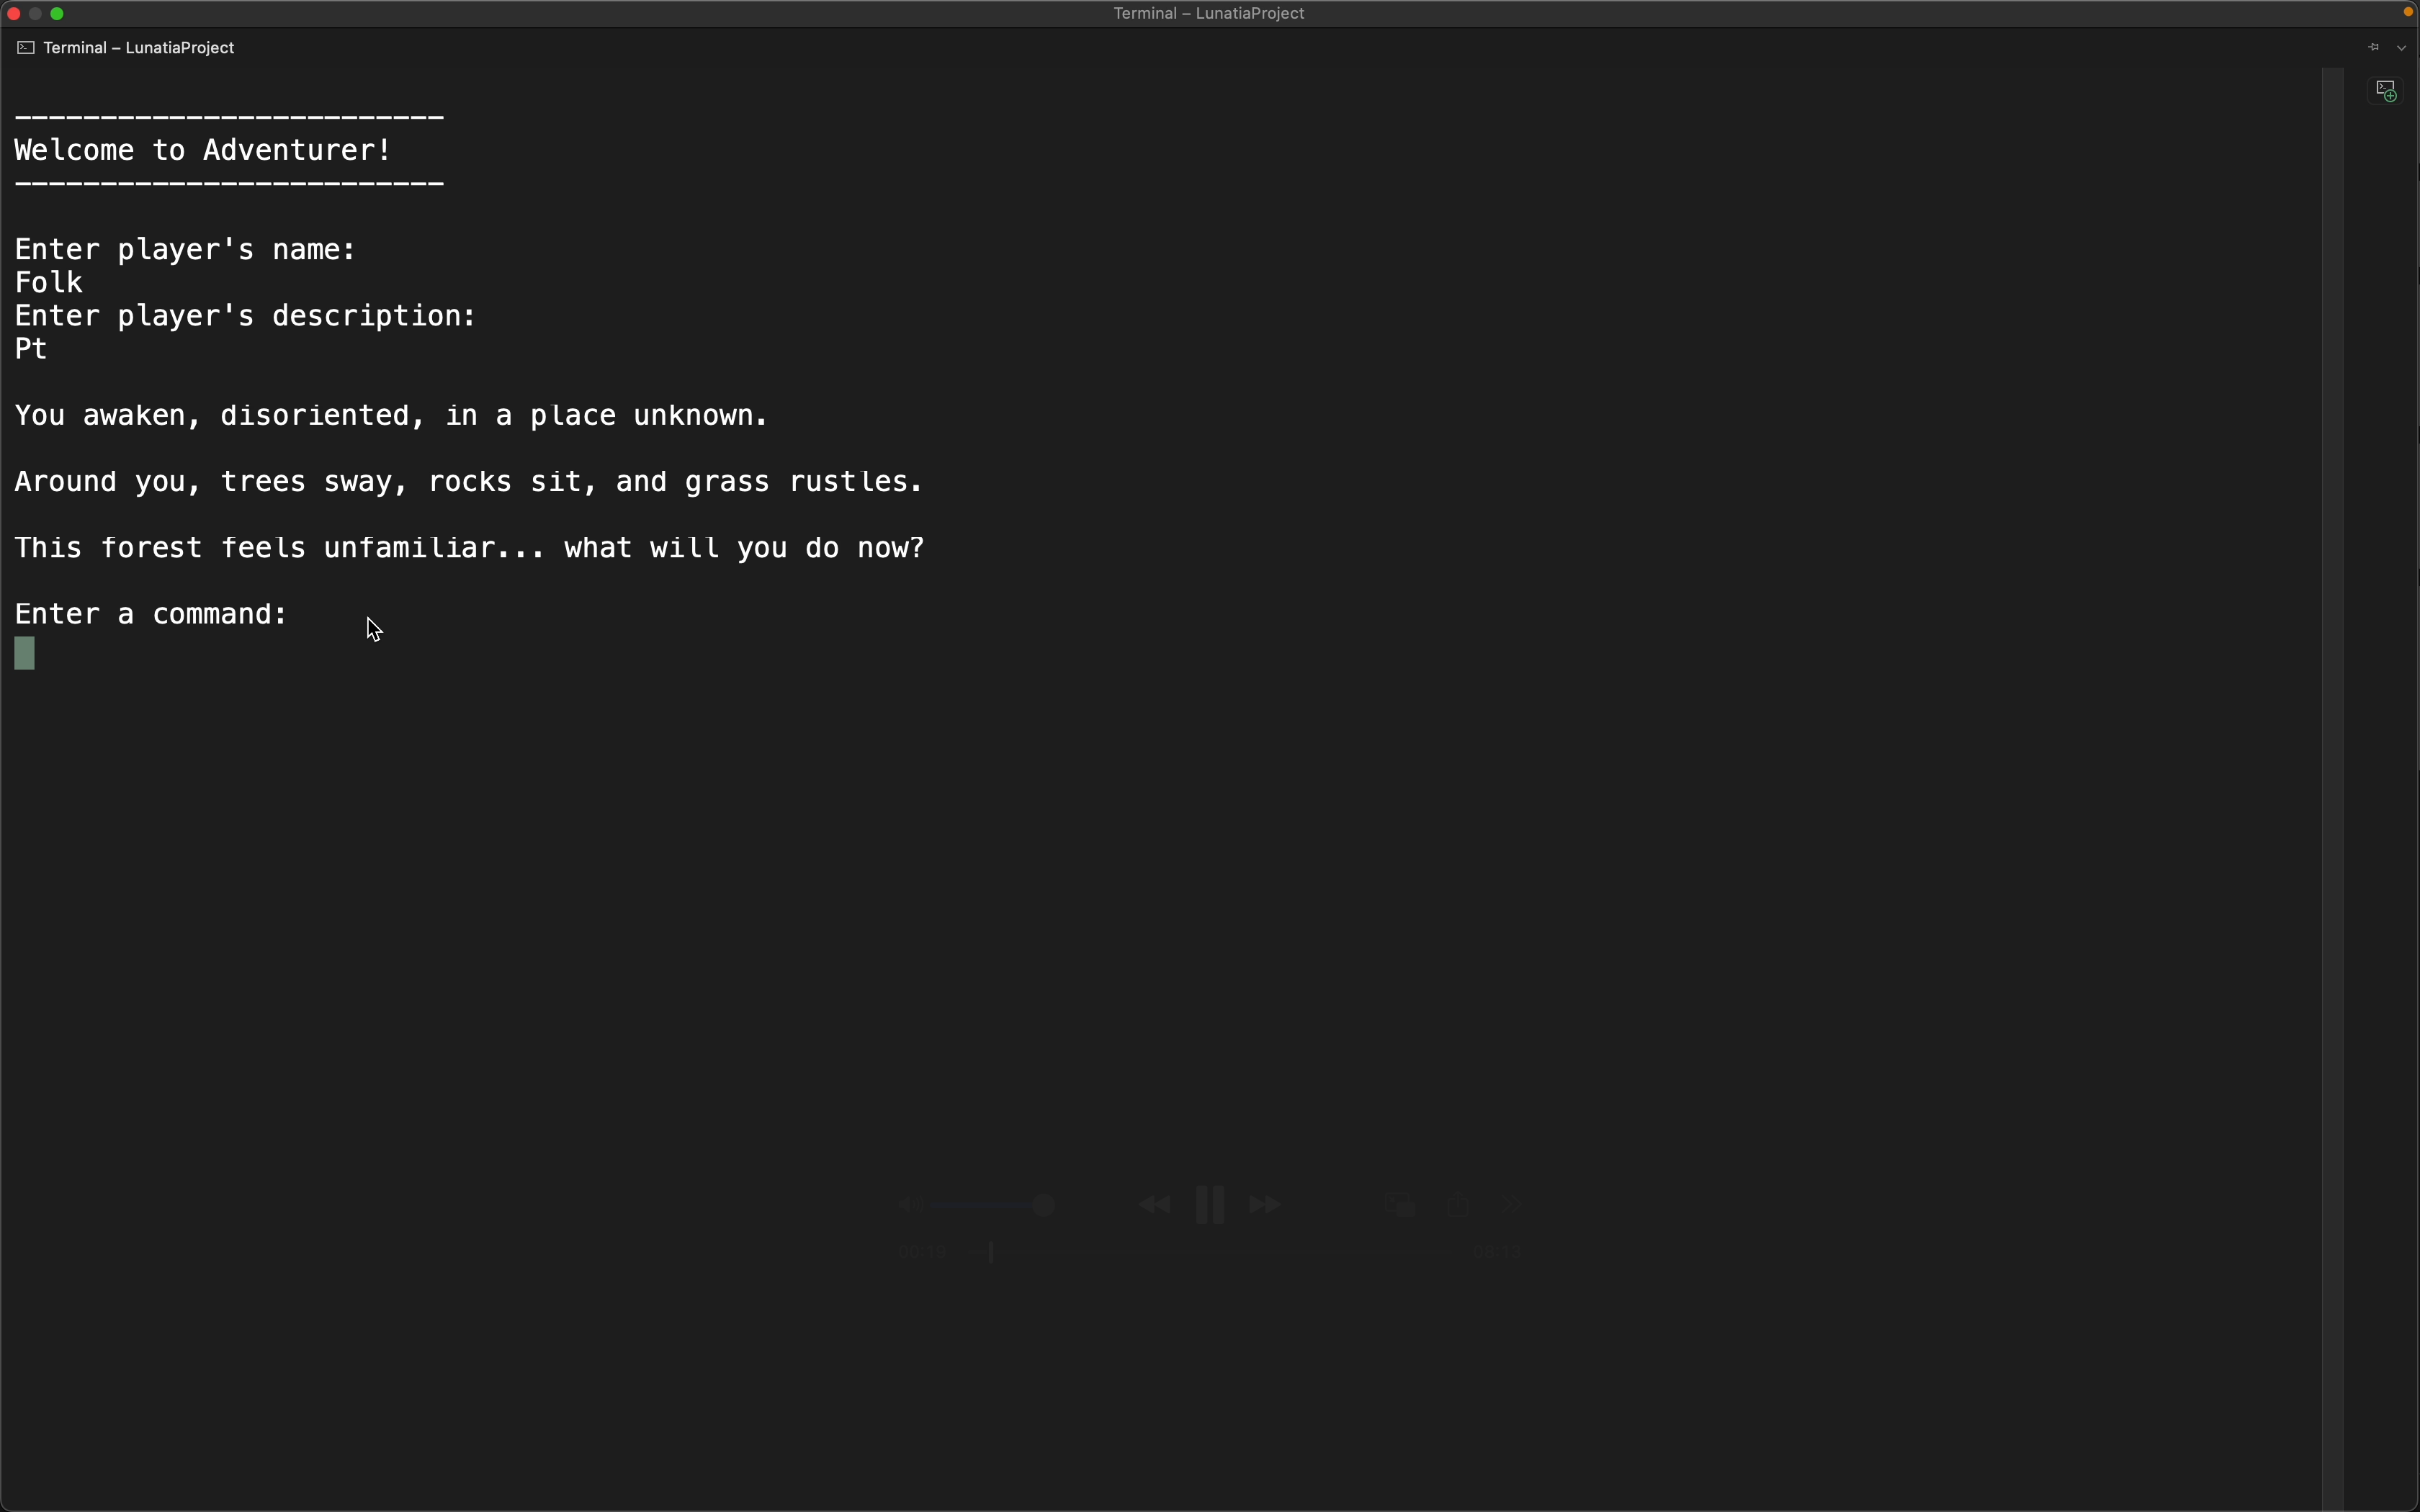 Terminal – LunatiaProject
Terminal – LunatiaProject
-------------------------
Welcome to Adventurer!
-------------------------
Enter player's name:
Folk
Enter player's description:
Pt
You awaken, disoriented, in a place unknown.
Around you, trees sway, rocks sit, and grass rustles.
This forest feels unfamiliar... what will you do now?
Enter a command: